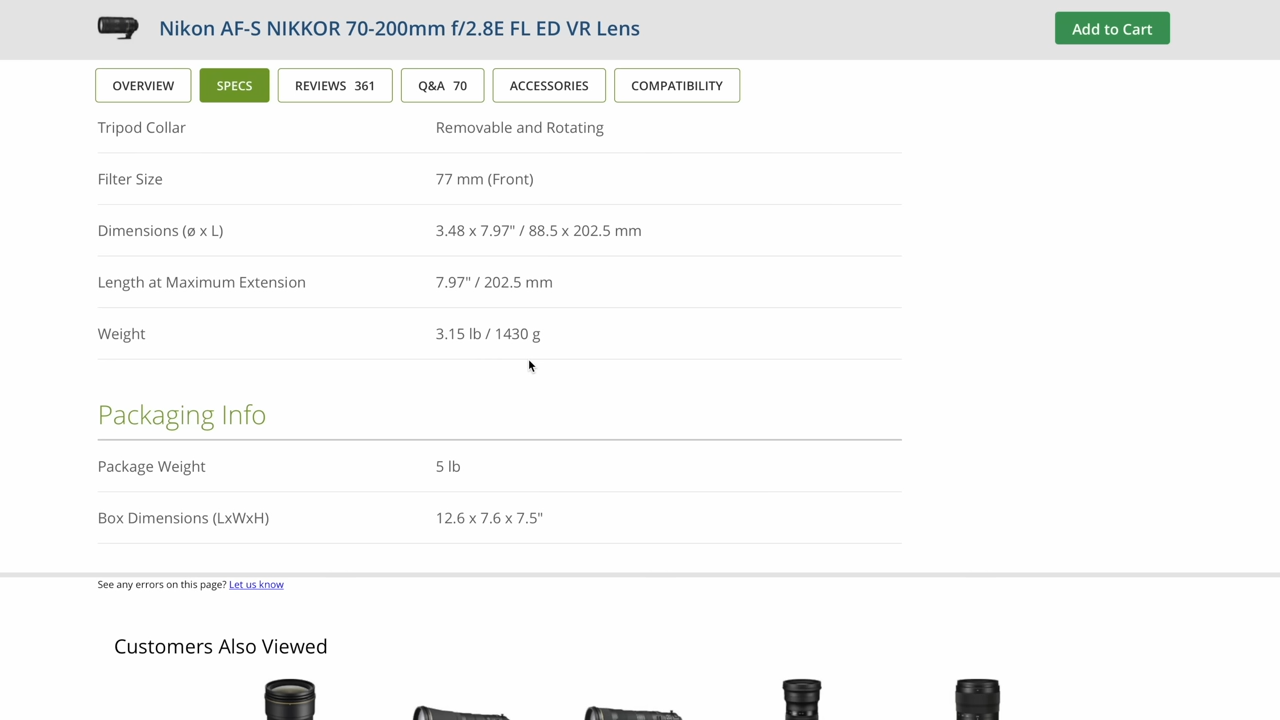 Nikon AF-S NIKKOR 70-200mm f/2.8E FL ED VR Lens
Add to Cart
OVERVIEW
SPECS
REVIEWS 361
Q&A 70
ACCESSORIES
COMPATIBILITY
Tripod Collar
Removable and Rotating
Filter Size
77 mm (Front)
Dimensions (ø x L)
3.48 x 7.97" / 88.5 x 202.5 mm
Length at Maximum Extension
7.97" / 202.5 mm
Weight
3.15 lb / 1430 g
Packaging Info
Package Weight
5 lb
Box Dimensions (LxWxH)
12.6 x 7.6 x 7.5"
See any errors on this page? Let us know
Customers Also Viewed